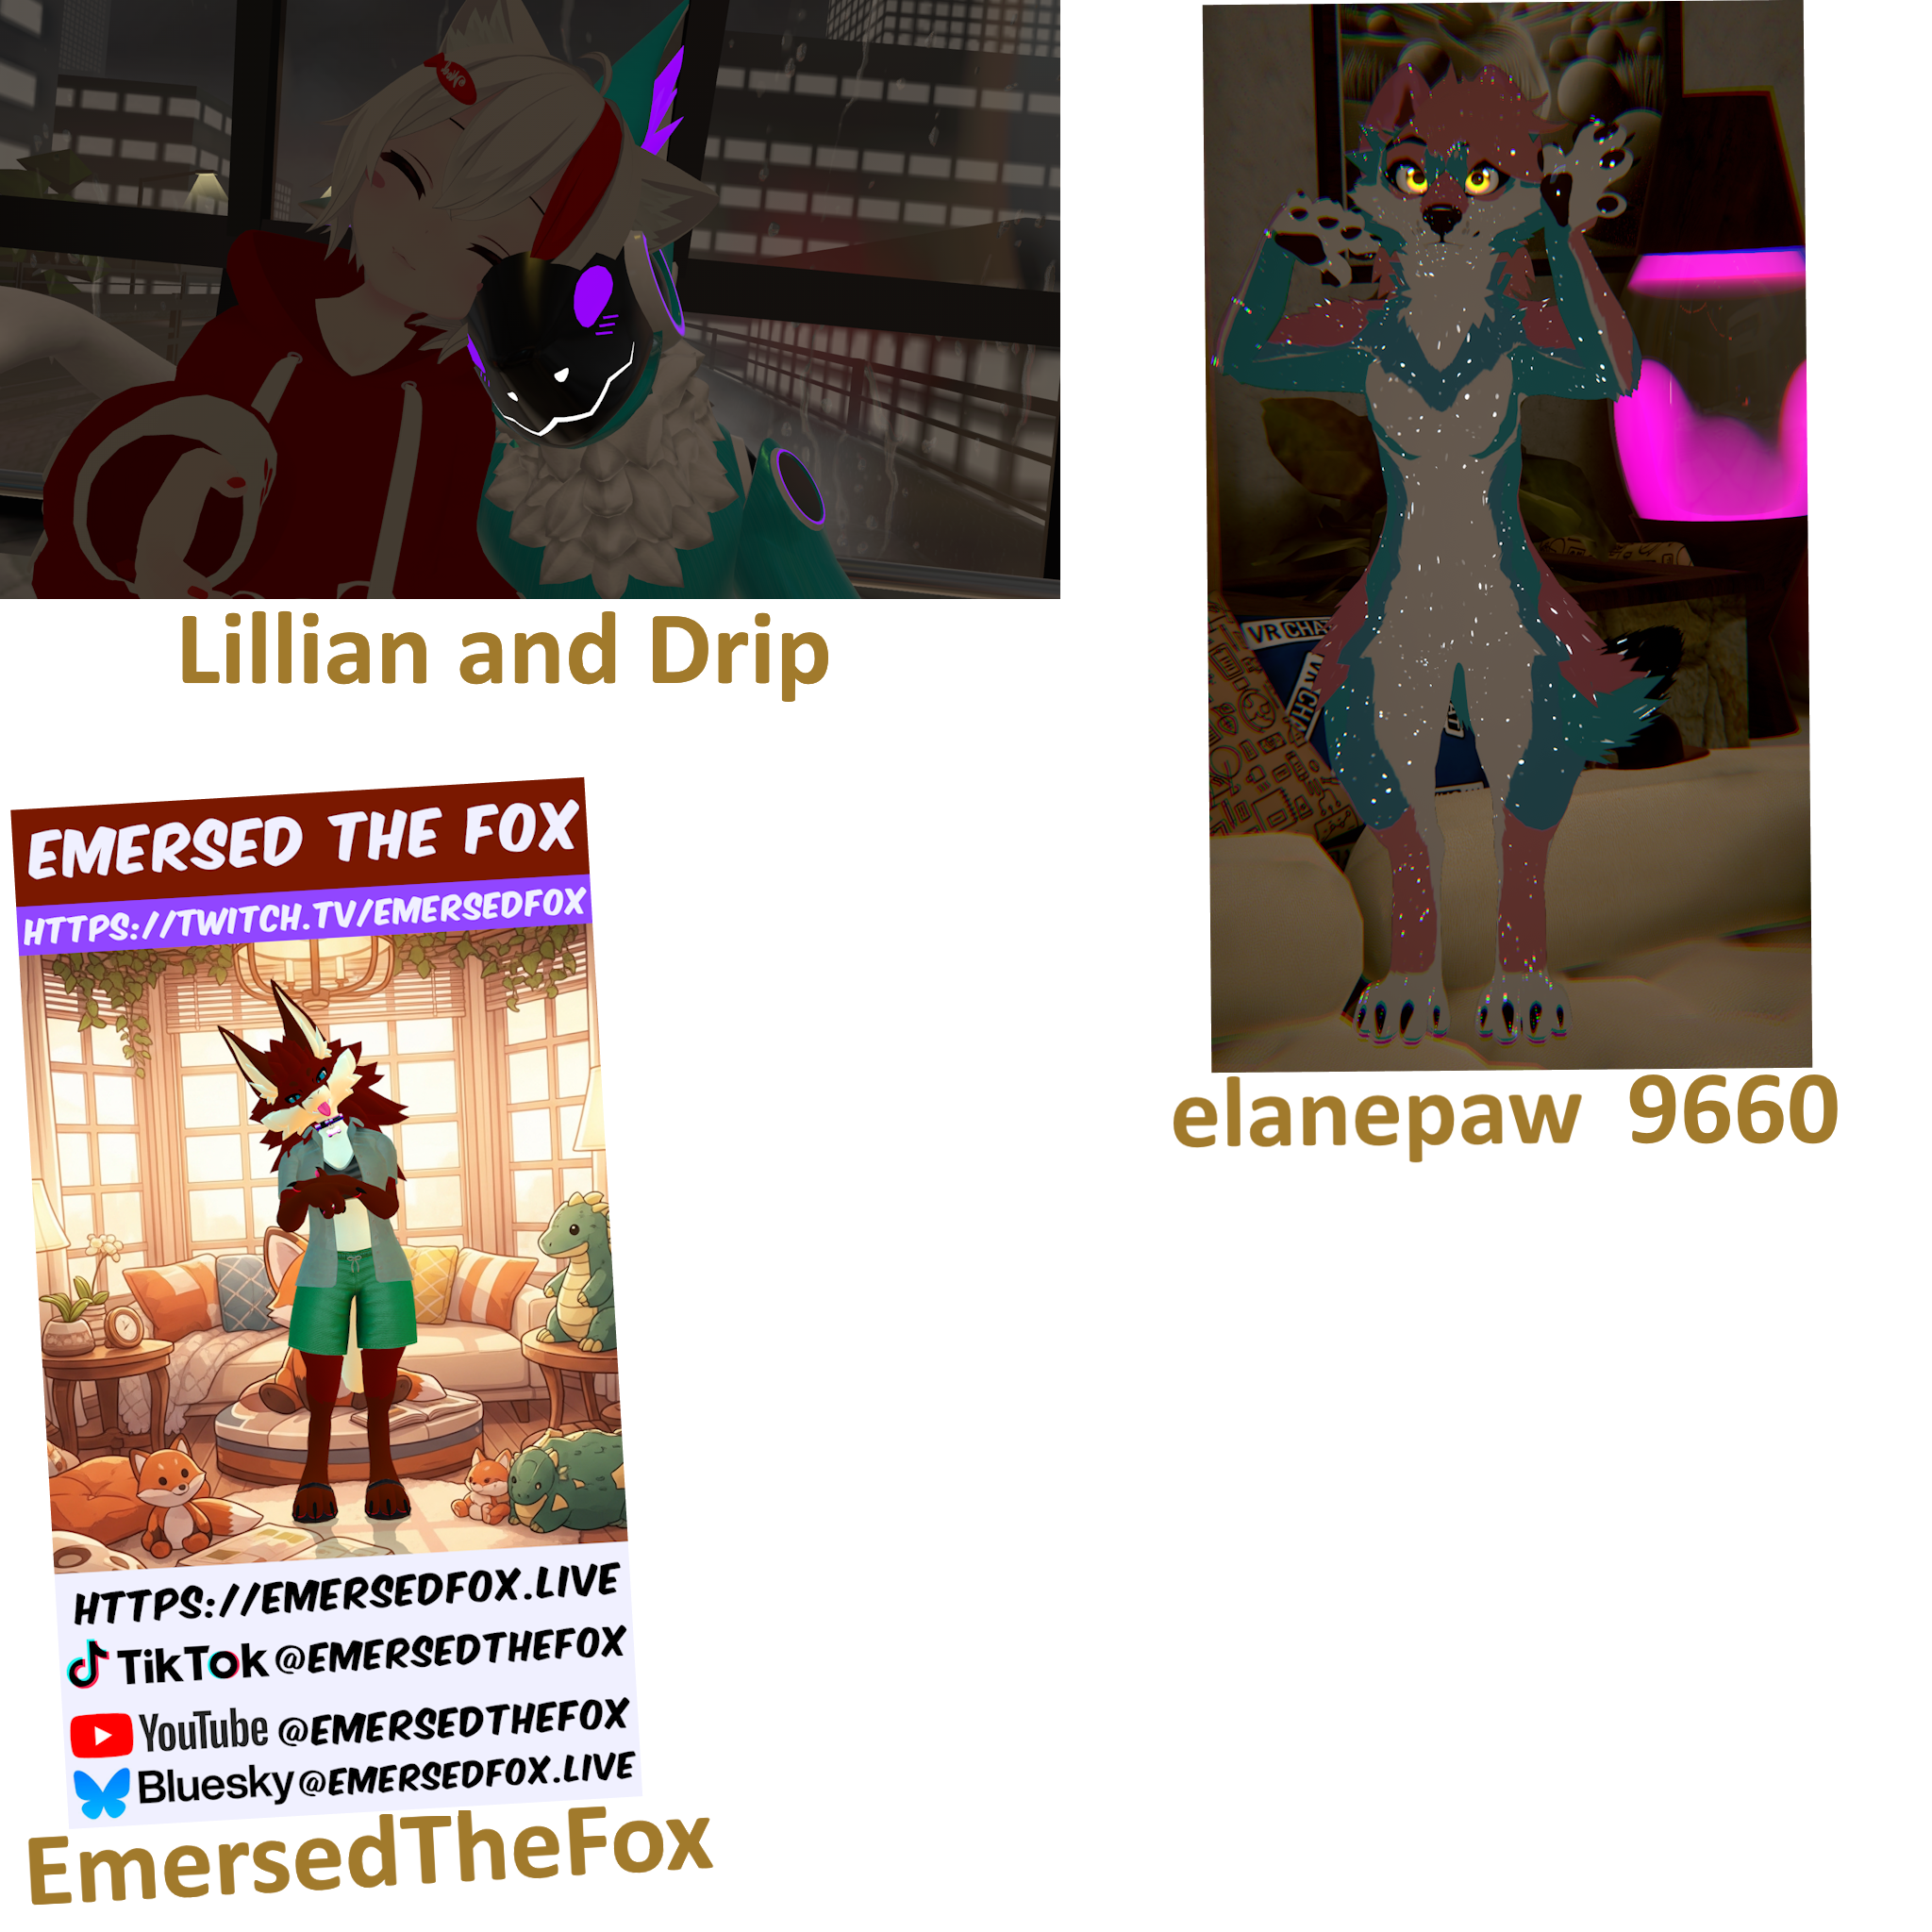 Lillian and Drip
VRCHAT
elanepaw 9660
EMERSED THE FOX
HTTPS://TWITCH.TV/EMERSEDFOX
HTTPS://EMERSEDFOX.LIVE
TikTok @EMERSEDTHEFOX
YouTube @EMERSEDTHEFOX
Bluesky @EMERSEDFOX.LIVE
EmersedTheFox